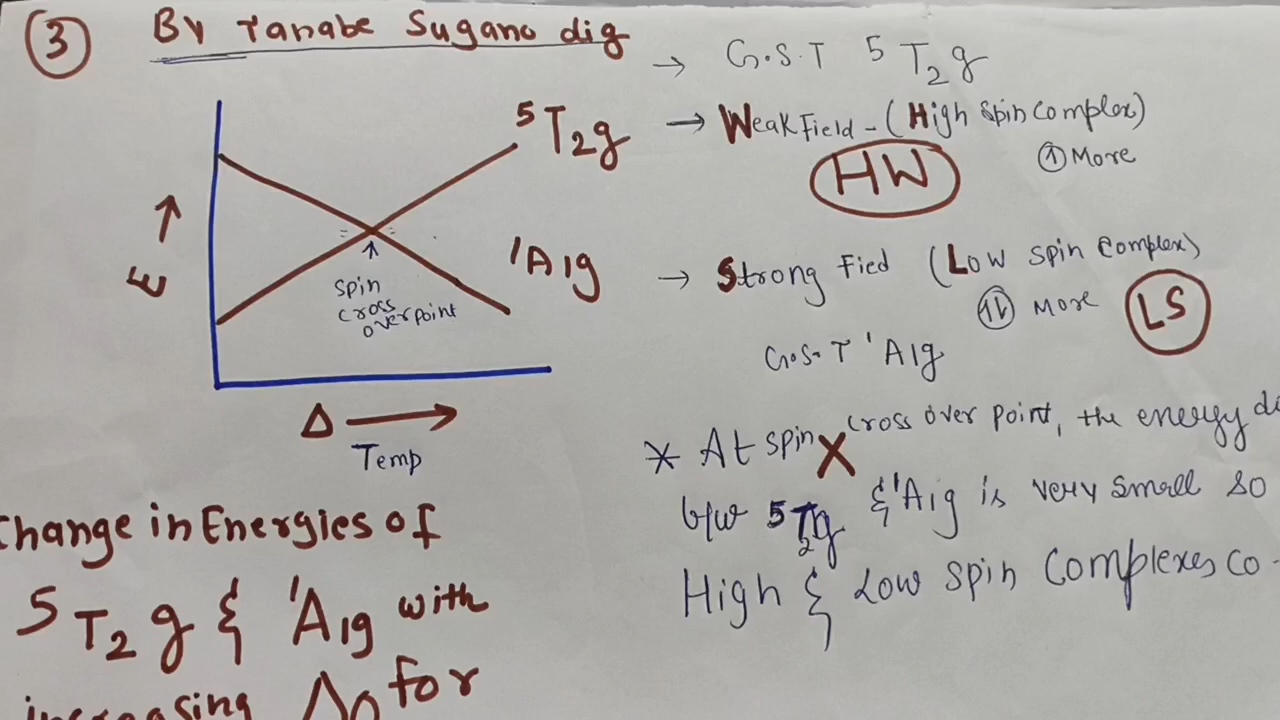 ③ By Tanabe Sugano dig
→ G.S.T ⁵T₂g
⁵T₂g → Weak Field - (High Spin Complex)
① More
HW
E →
¹A₁g → Strong Fied (Low spin complex)
⥮ More
LS
G.S.T ¹A₁g
spin
cross
over point
Δ →
Temp
* At spin X cross over point, the energy di
b/w ⁵T₂g & ¹A₁g is very small so
High & Low spin complexes co-
Change in Energies of
⁵T₂g & ¹A₁g with
increasing Δo for